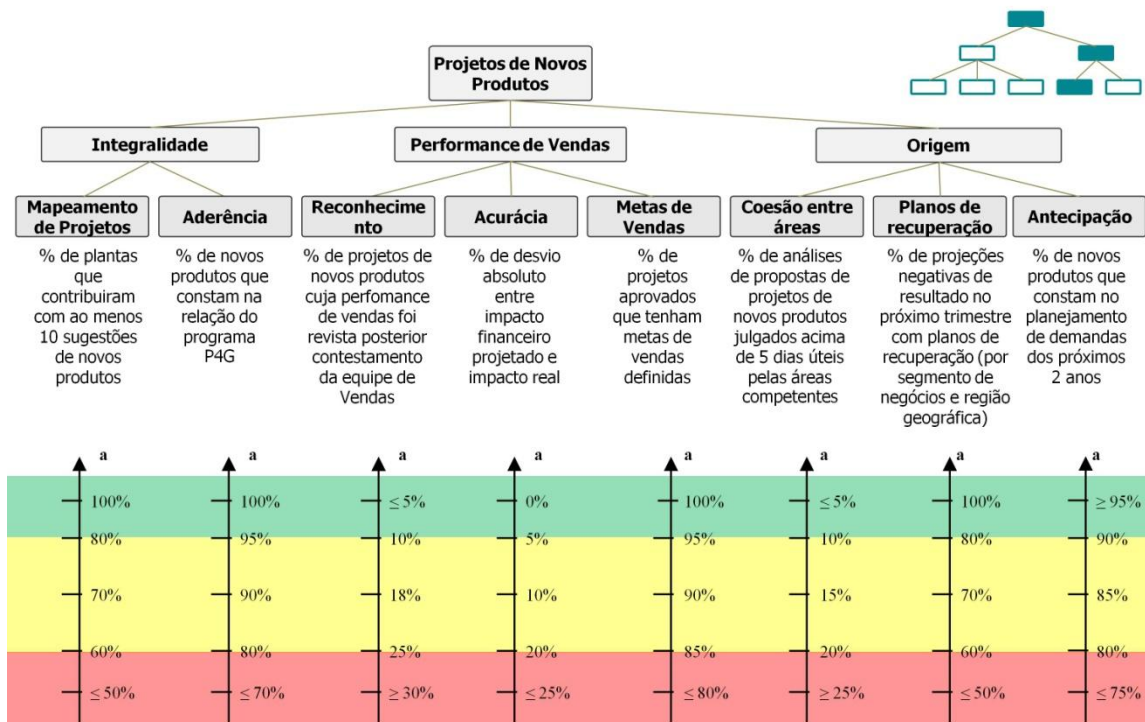 Projetos de Novos
Produtos
Integralidade
Performance de Vendas
Origem
Mapeamento
de Projetos
Aderência
Reconhecime
nto
Acurácia
Metas de
Vendas
Coesão entre
áreas
Planos de
recuperação
Antecipação
% de plantas
que
contribuiram
com ao menos
10 sugestões
de novos
produtos
% de novos
produtos que
constam na
relação do
programa
P4G
% de projetos de
novos produtos
cuja perfomance
de vendas foi
revista posterior
contestamento
da equipe de
Vendas
% de desvio
absoluto
entre
impacto
financeiro
projetado e
impacto real
% de
projetos
aprovados
que tenham
metas de
vendas
definidas
% de análises
de propostas de
projetos de
novos produtos
julgados acima
de 5 dias úteis
pelas áreas
competentes
% de projeções
negativas de
resultado no
próximo trimestre
com planos de
recuperação (por
segmento de
negócios e região
geográfica)
% de novos
produtos que
constam no
planejamento
de demandas
dos próximos
2 anos
a a a a a a a a
100% 100% ≤ 5% 0% 100% ≤ 5% 100% ≥ 95%
80% 95% 10% 5% 95% 10% 80% 90%
70% 90% 18% 10% 90% 15% 70% 85%
60% 80% 25% 20% 85% 20% 60% 80%
≤ 50% ≤ 70% ≥ 30% ≤ 25% ≤ 80% ≥ 25% ≤ 50% ≤ 75%